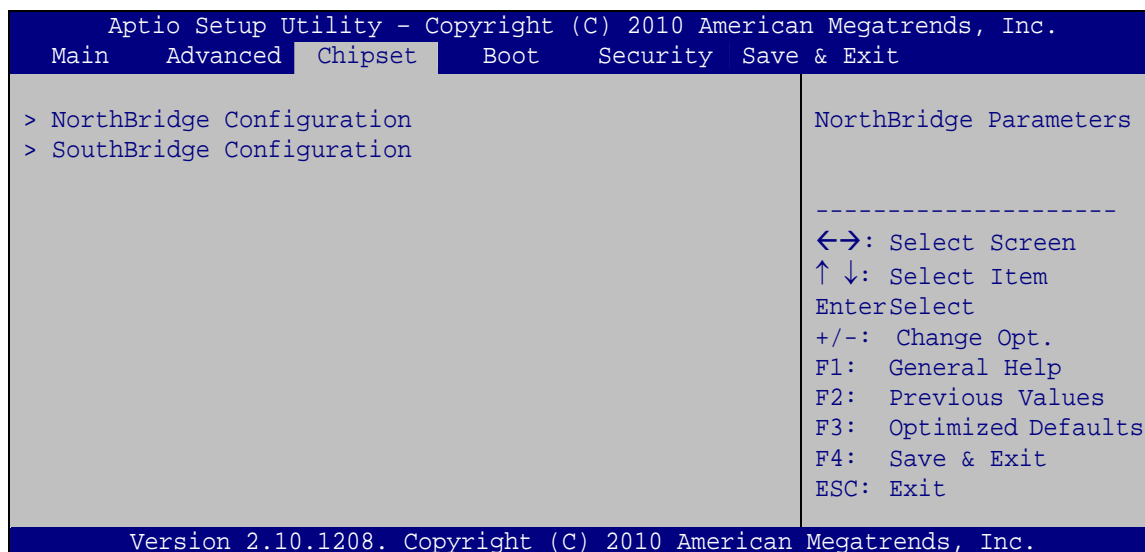 Aptio Setup Utility – Copyright (C) 2010 American Megatrends, Inc.
Main Advanced Chipset Boot Security Save & Exit
> NorthBridge Configuration
> SouthBridge Configuration
NorthBridge Parameters
----------------------
←→: Select Screen
↑ ↓: Select Item
EnterSelect
+/-: Change Opt.
F1: General Help
F2: Previous Values
F3: Optimized Defaults
F4: Save & Exit
ESC: Exit
Version 2.10.1208. Copyright (C) 2010 American Megatrends, Inc.